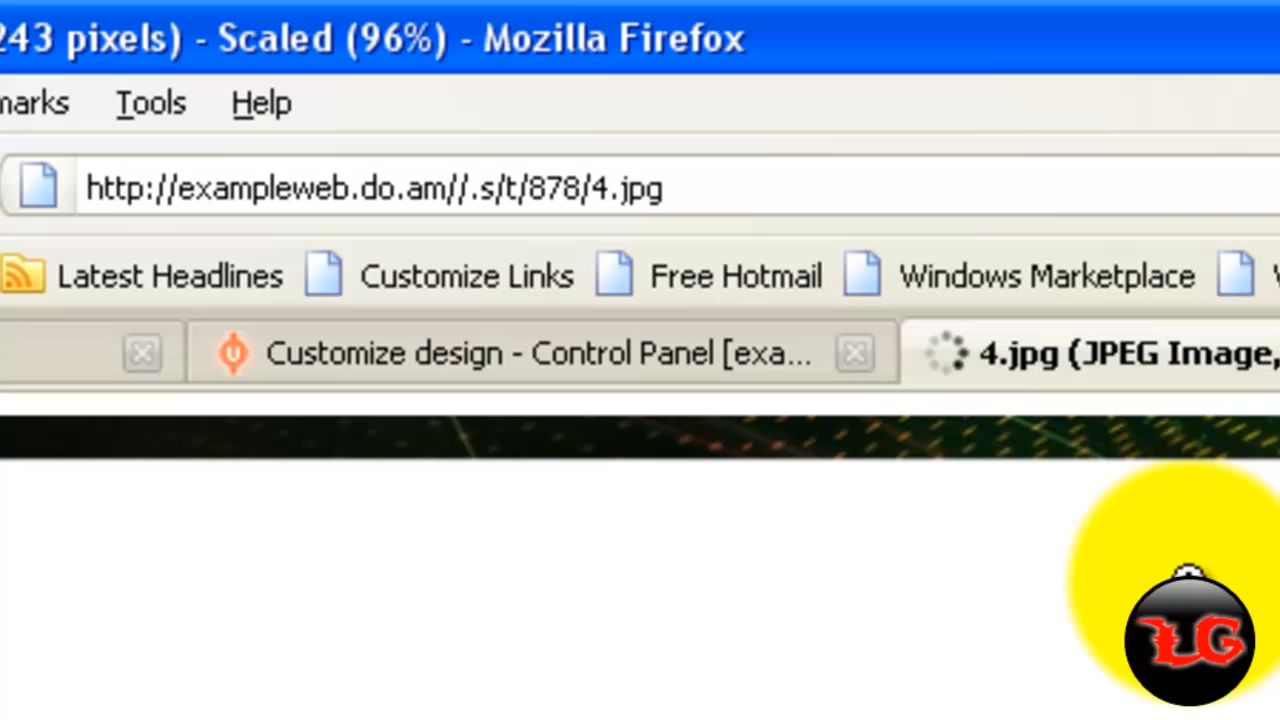 243 pixels) - Scaled (96%) - Mozilla Firefox
marks Tools Help
http://exampleweb.do.am//.s/t/878/4.jpg
Latest Headlines Customize Links Free Hotmail Windows Marketplace
Customize design - Control Panel [exa... 4.jpg (JPEG Image,
LG